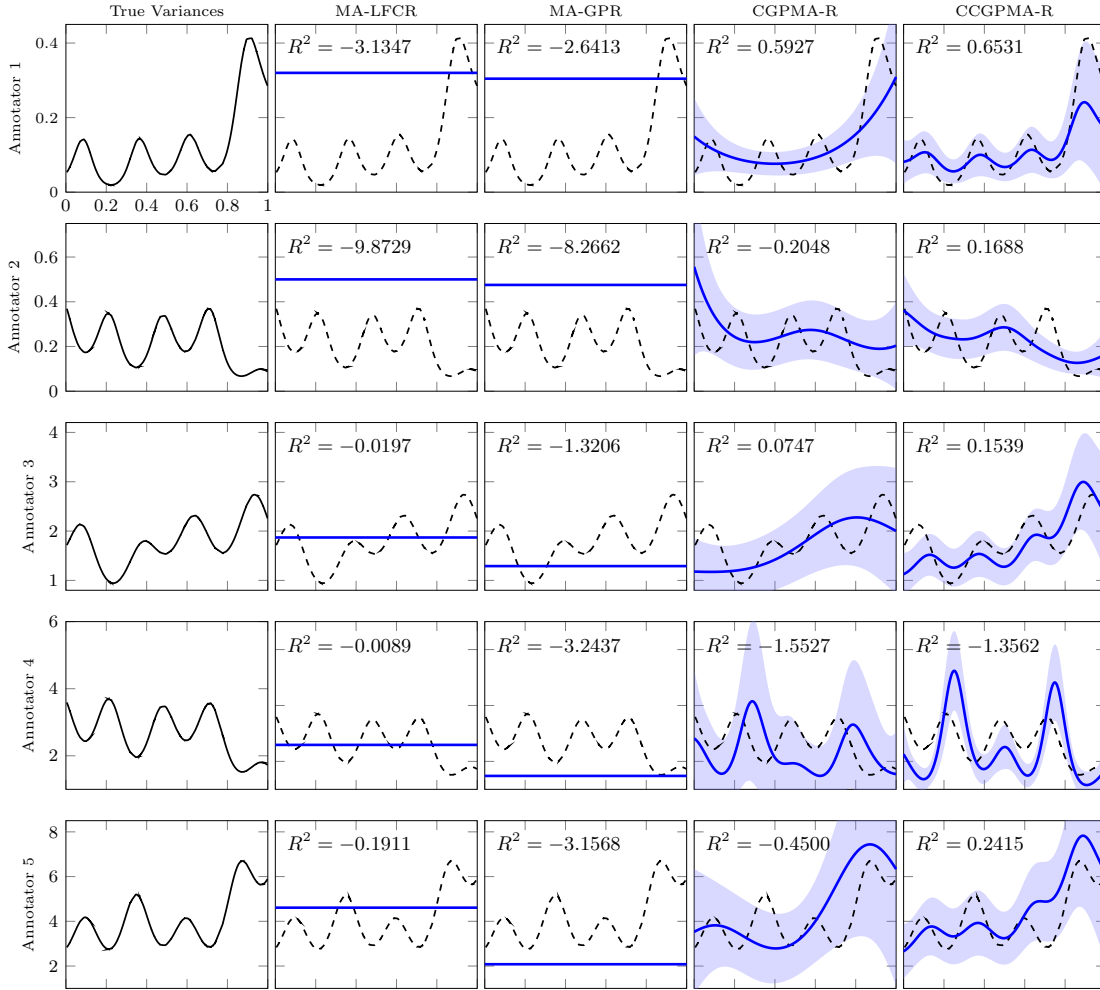 True Variances MA-LFCR MA-GPR CGPMA-R CCGPMA-R
Annotator 1
0.4
0.2
0
0 0.2 0.4 0.6 0.8 1
R² = −3.1347
R² = −2.6413
R² = 0.5927
R² = 0.6531
Annotator 2
0.6
0.4
0.2
0
R² = −9.8729
R² = −8.2662
R² = −0.2048
R² = 0.1688
Annotator 3
4
3
2
1
R² = −0.0197
R² = −1.3206
R² = 0.0747
R² = 0.1539
Annotator 4
6
4
2
R² = −0.0089
R² = −3.2437
R² = −1.5527
R² = −1.3562
Annotator 5
8
6
4
2
R² = −0.1911
R² = −3.1568
R² = −0.4500
R² = 0.2415